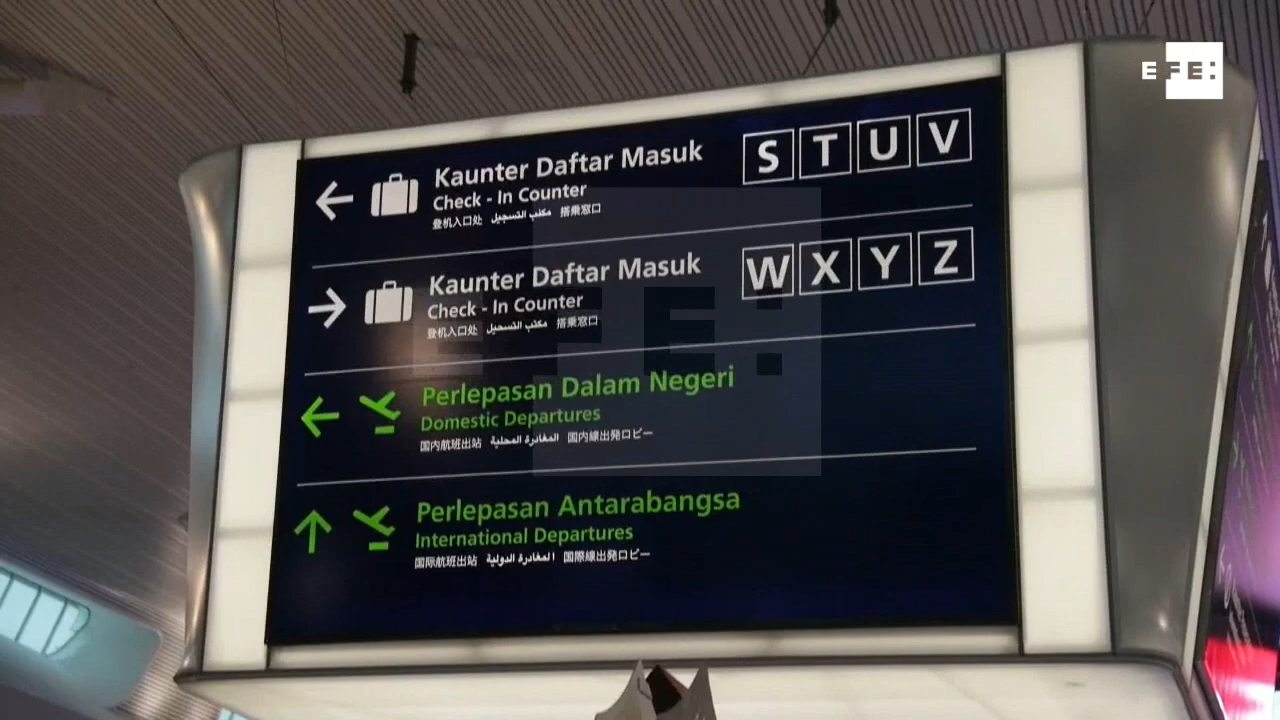 EFE:
Kaunter Daftar Masuk S T U V
Check - In Counter
登机入口处 مكتب التسجيل 搭乗窓口
Kaunter Daftar Masuk W X Y Z
Check - In Counter
登机入口处 مكتب التسجيل 搭乗窓口
EFE:
Perlepasan Dalam Negeri
Domestic Departures
国内航班出站 المغادرة المحلية 国内線出発ロビー
Perlepasan Antarabangsa
International Departures
国际航班出站 المغادرة الدولية 国際線出発ロビー